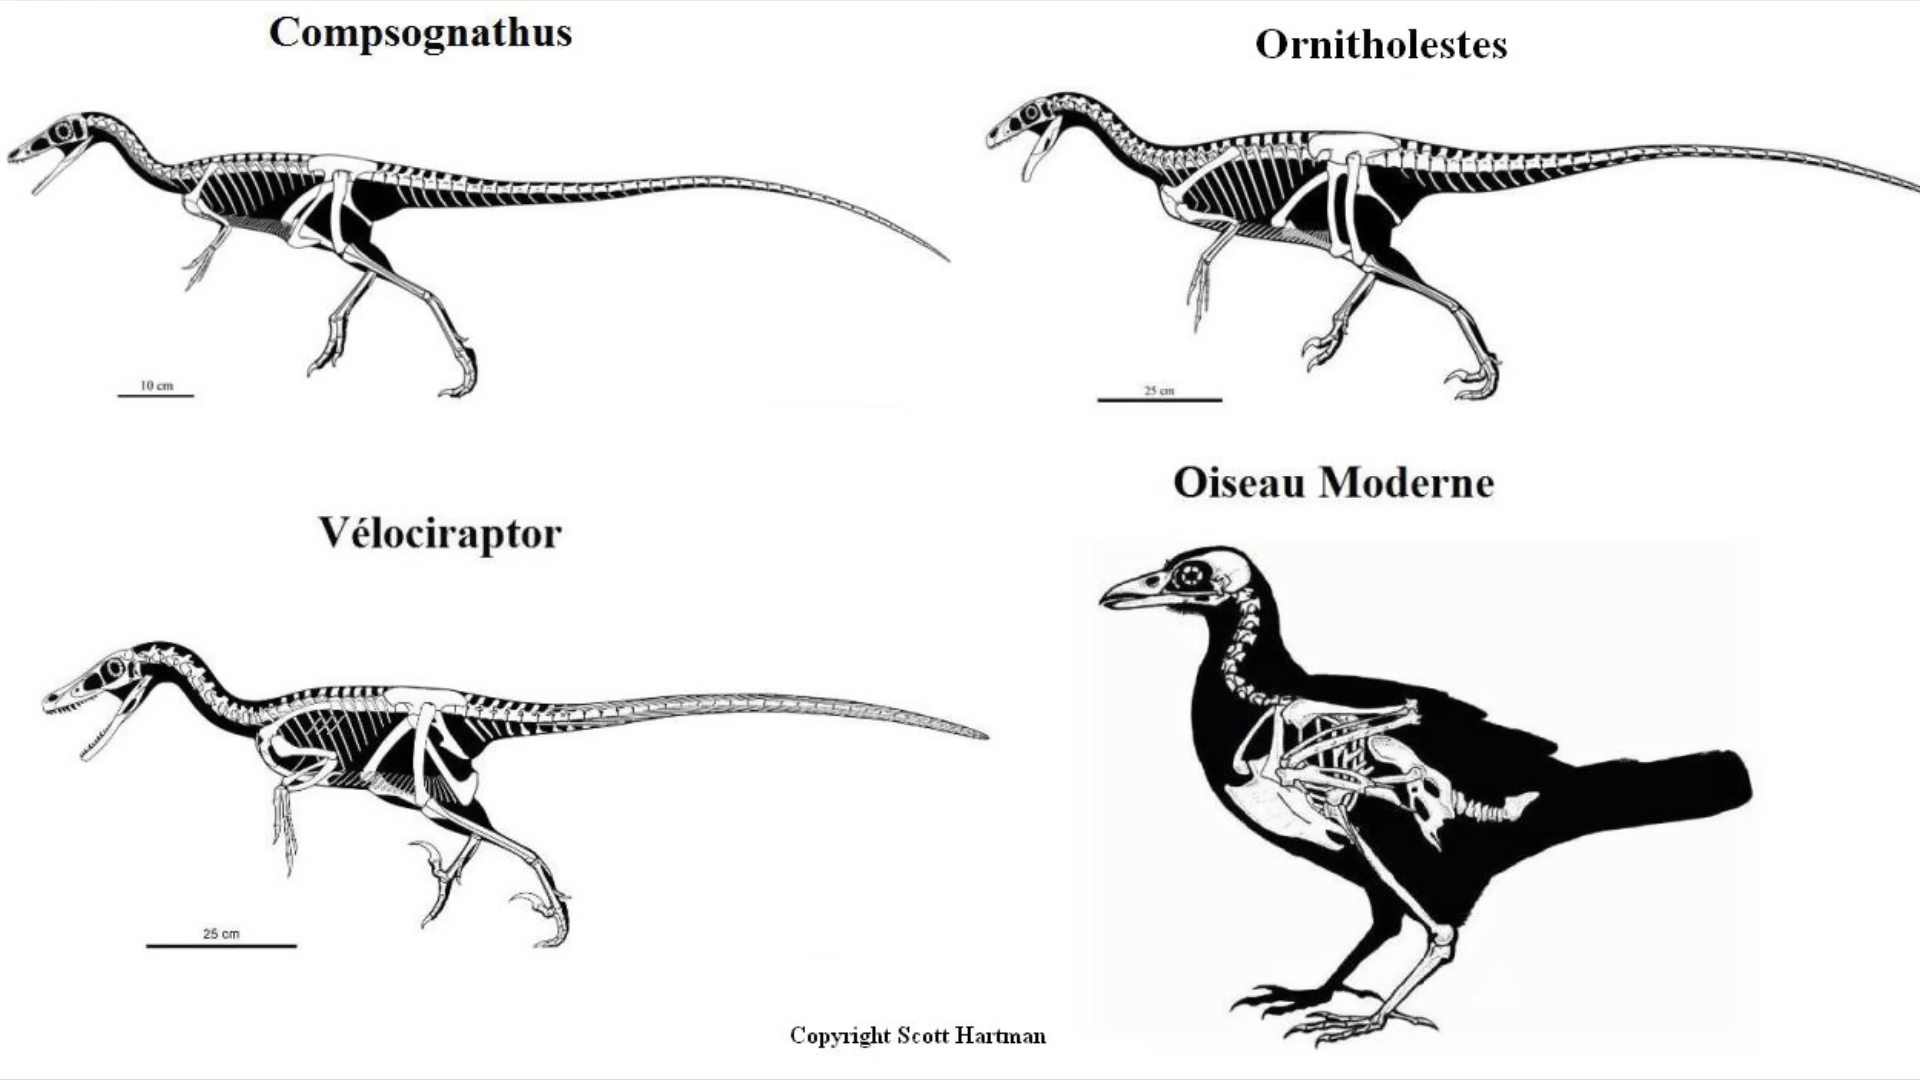 Compsognathus
Ornitholestes
10 cm
25 cm
Oiseau Moderne
Vélociraptor
25 cm
Copyright Scott Hartman